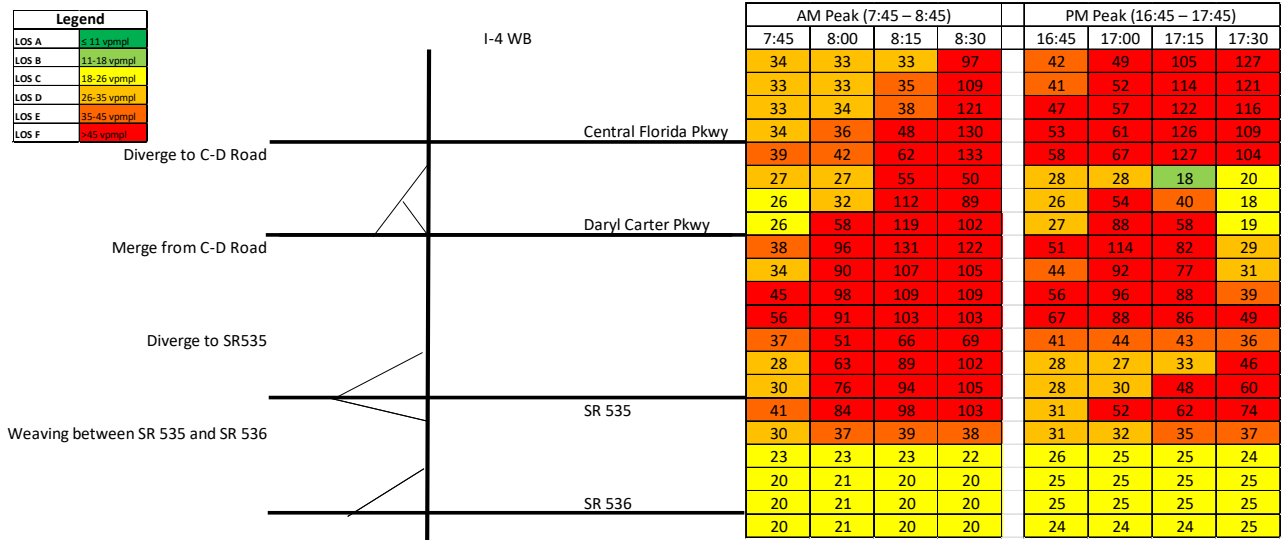 Legend
LOS A ≤ 11 vpmpl
LOS B 11-18 vpmpl
LOS C 18-26 vpmpl
LOS D 26-35 vpmpl
LOS E 35-45 vpmpl
LOS F >45 vpmpl
I-4 WB
Central Florida Pkwy
Diverge to C-D Road
Daryl Carter Pkwy
Merge from C-D Road
Diverge to SR535
SR 535
Weaving between SR 535 and SR 536
SR 536
AM Peak (7:45 – 8:45) PM Peak (16:45 – 17:45)
7:45 8:00 8:15 8:30 16:45 17:00 17:15 17:30
34 33 33 97 42 49 105 127
33 33 35 109 41 52 114 121
33 34 38 121 47 57 122 116
34 36 48 130 53 61 126 109
39 42 62 133 58 67 127 104
27 27 55 50 28 28 18 20
26 32 112 89 26 54 40 18
26 58 119 102 27 88 58 19
38 96 131 122 51 114 82 29
34 90 107 105 44 92 77 31
45 98 109 109 56 96 88 39
56 91 103 103 67 88 86 49
37 51 66 69 41 44 43 36
28 63 89 102 28 27 33 46
30 76 94 105 28 30 48 60
41 84 98 103 31 52 62 74
30 37 39 38 31 32 35 37
23 23 23 22 26 25 25 24
20 21 20 20 25 25 25 25
20 21 20 20 25 25 25 25
20 21 20 20 24 24 24 25